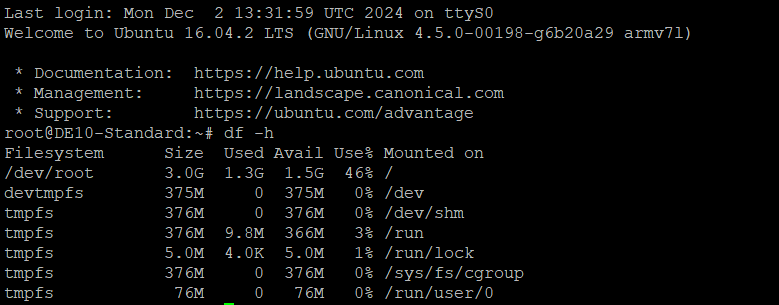 Last login: Mon Dec  2 13:31:59 UTC 2024 on ttyS0
Welcome to Ubuntu 16.04.2 LTS (GNU/Linux 4.5.0-00198-g6b20a29 armv7l)

 * Documentation:  https://help.ubuntu.com
 * Management:     https://landscape.canonical.com
 * Support:        https://ubuntu.com/advantage
root@DE10-Standard:~# df -h
Filesystem      Size  Used Avail Use% Mounted on
/dev/root       3.0G  1.3G  1.5G  46% /
devtmpfs        375M     0  375M   0% /dev
tmpfs           376M     0  376M   0% /dev/shm
tmpfs           376M  9.8M  366M   3% /run
tmpfs           5.0M  4.0K  5.0M   1% /run/lock
tmpfs           376M     0  376M   0% /sys/fs/cgroup
tmpfs            76M     0   76M   0% /run/user/0